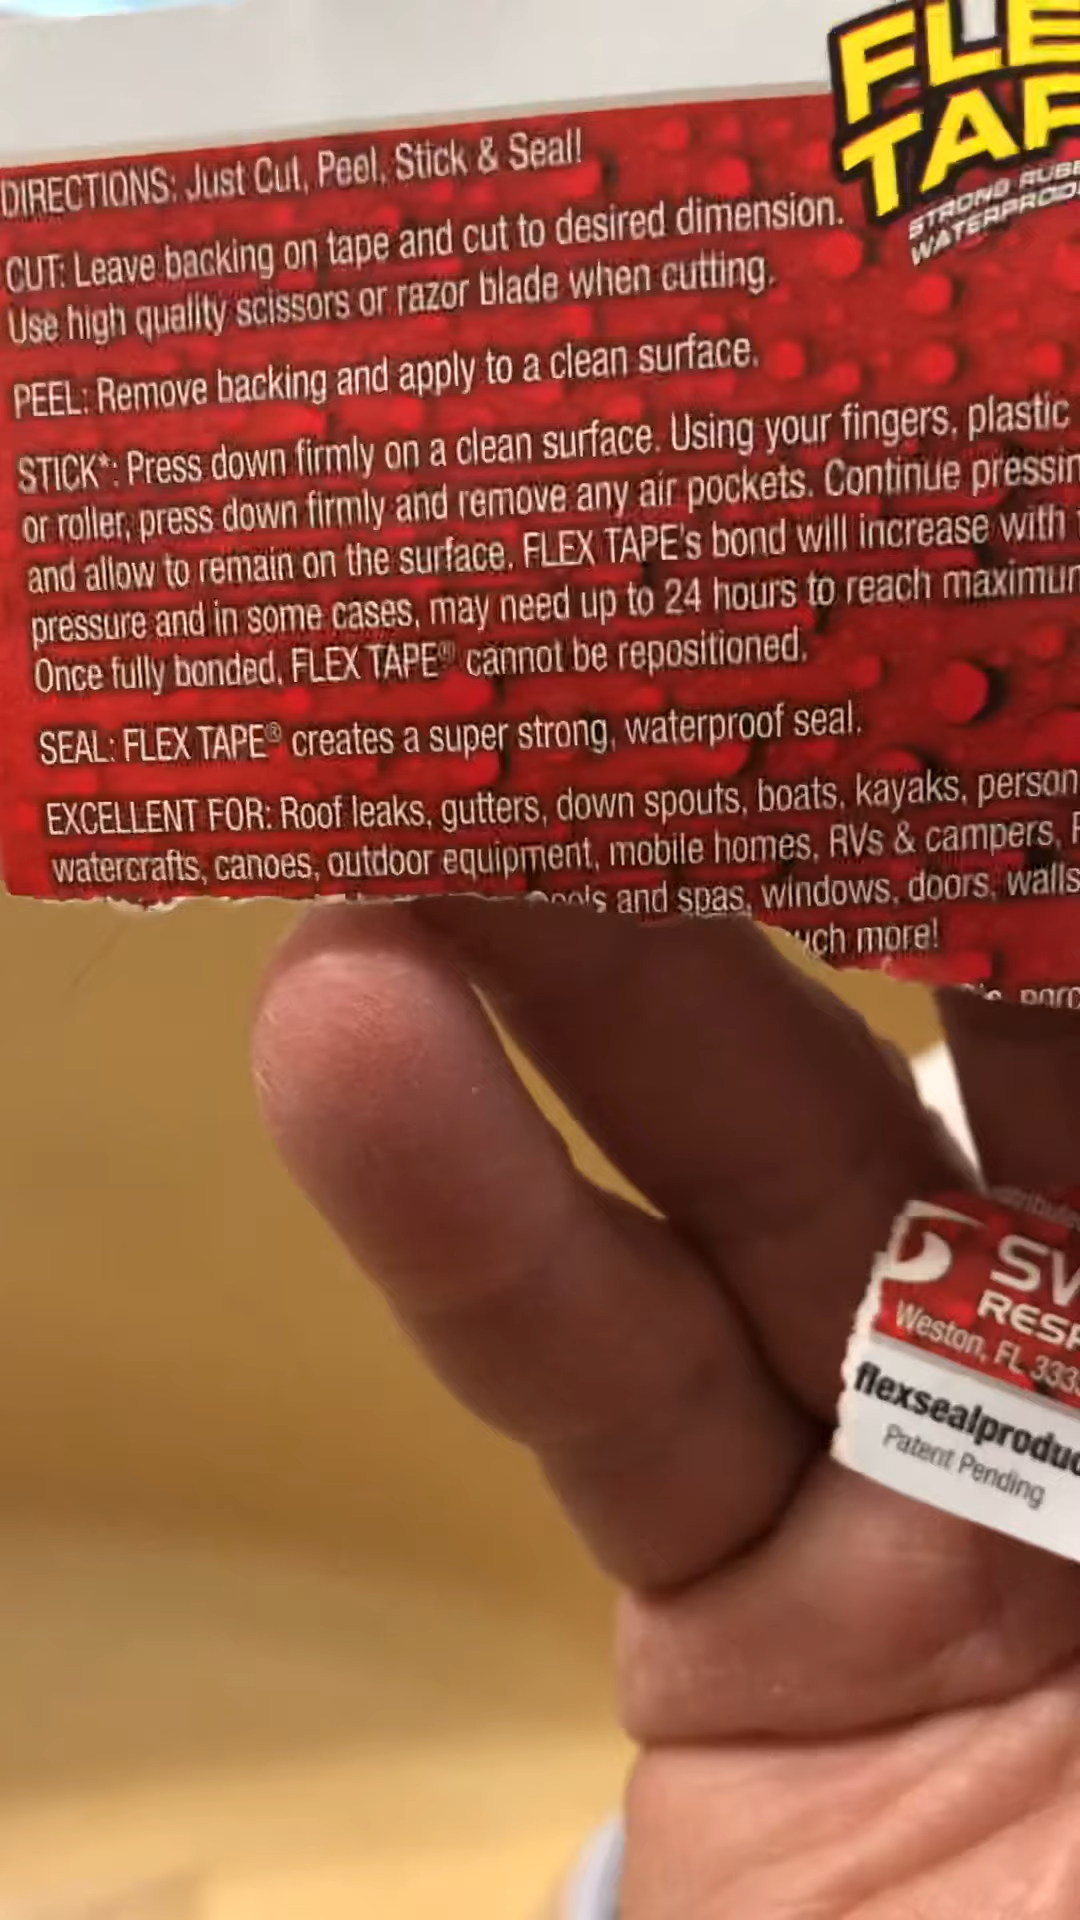 FLE
TAP
STRONG RUBB
WATERPROO
DIRECTIONS: Just Cut, Peel, Stick & Seal!
CUT: Leave backing on tape and cut to desired dimension.
Use high quality scissors or razor blade when cutting.
PEEL: Remove backing and apply to a clean surface.
STICK*: Press down firmly on a clean surface. Using your fingers, plastic
or roller, press down firmly and remove any air pockets. Continue pressin
and allow to remain on the surface. FLEX TAPE's bond will increase with
pressure and in some cases, may need up to 24 hours to reach maximum
Once fully bonded, FLEX TAPE® cannot be repositioned.
SEAL: FLEX TAPE® creates a super strong, waterproof seal.
EXCELLENT FOR: Roof leaks, gutters, down spouts, boats, kayaks, person
watercrafts, canoes, outdoor equipment, mobile homes, RVs & campers,
and spas, windows, doors, walls
uch more!
SW
RESP
Weston, FL 333
flexsealproduc
Patent Pending